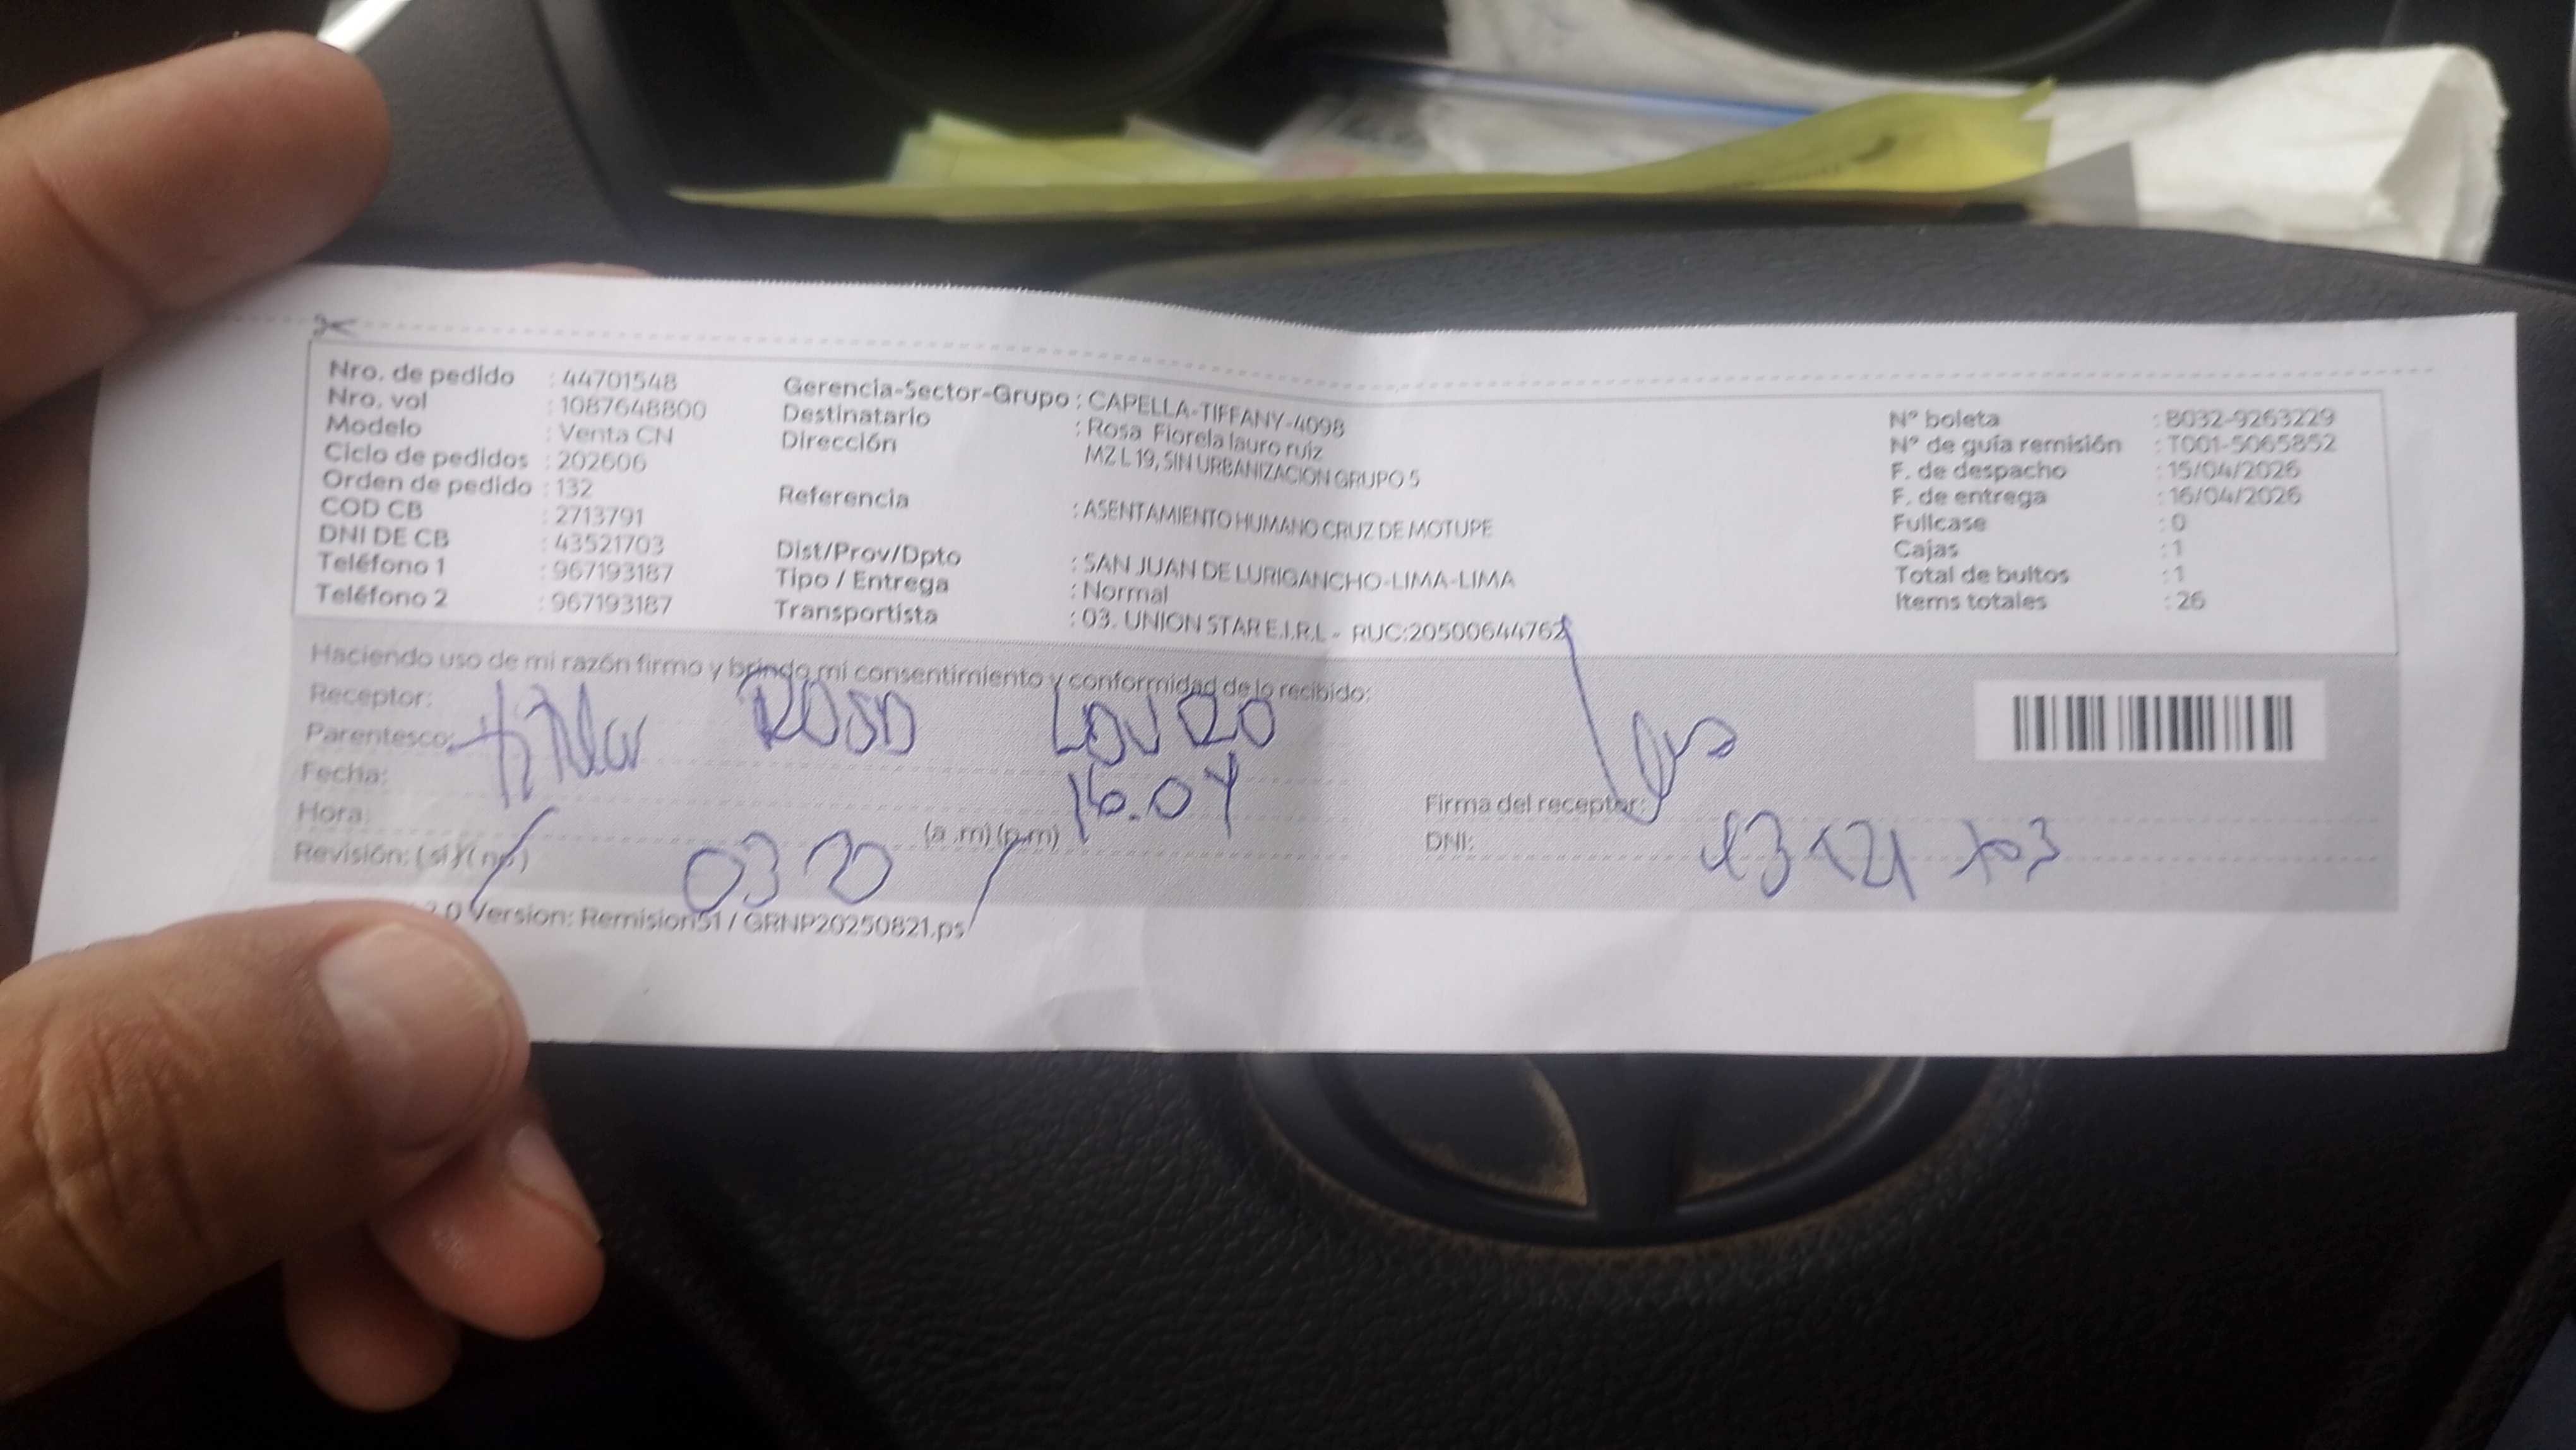 Nro. de pedido : 44701548
Nro. vol : 1087648800
Modelo : Venta CN
Ciclo de pedidos : 202606
Orden de pedido : 132
COD CB : 2713791
DNI DE CB : 43521703
Teléfono 1 : 967193187
Teléfono 2 : 967193187
Gerencia-Sector-Grupo : CAPELLA-TIFFANY-4098
Destinatario : Rosa Fiorela lauro ruiz
Dirección MZ L 19, SIN URBANIZACION GRUPO 5
Referencia : ASENTAMIENTO HUMANO CRUZ DE MOTUPE
Dist/Prov/Dpto : SAN JUAN DE LURIGANCHO-LIMA-LIMA
Tipo / Entrega : Normal
Transportista : 03. UNION STAR E.I.R.L - RUC:20500644762
N° boleta : B032-9263229
N° de guía remisión : T001-5065852
F. de despacho : 15/04/2026
F. de entrega : 16/04/2026
Fullcase : 0
Cajas : 1
Total de bultos : 1
Items totales : 26
Haciendo uso de mi razón firmo y brindo mi consentimiento y conformidad de lo recibido:
Receptor: ROSA LAURO
Parentesco: titular
Fecha: 16.04
Hora: 03 20 (a .m) (p.m)
Revisión: (si) (no)
Firma del receptor:
DNI: 43521703
2.0 Version: Remision51 / GRNP20250821.ps